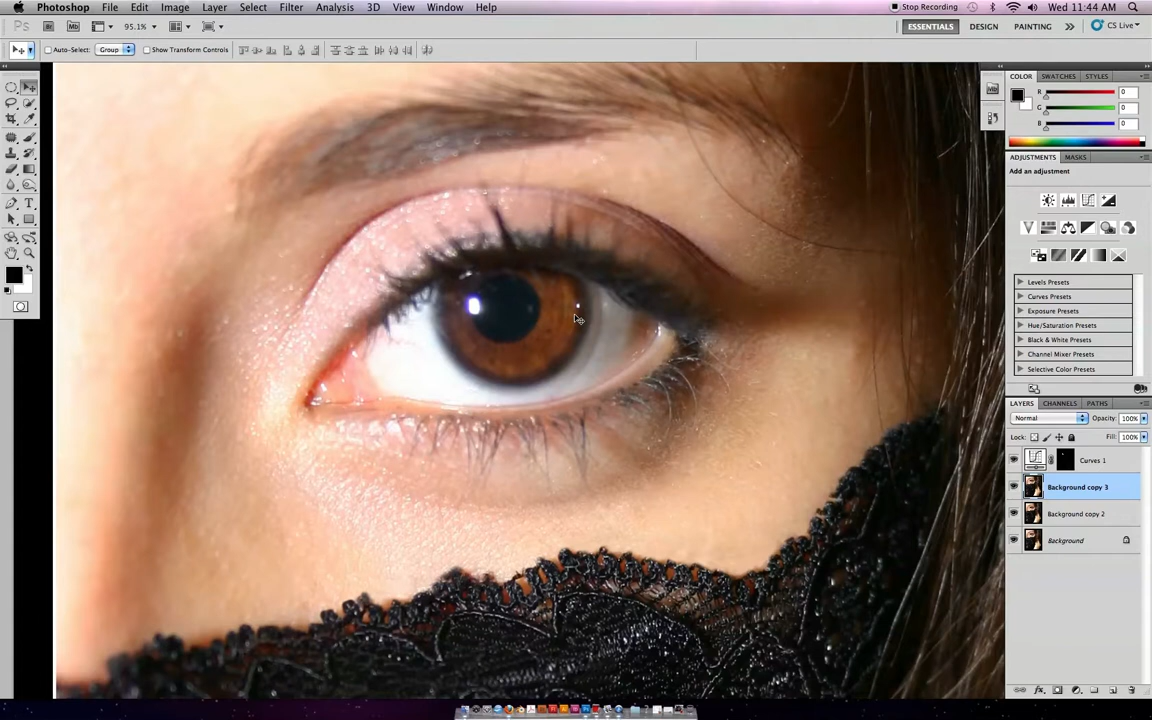 Photoshop File Edit Image Layer Select Filter Analysis 3D View Window Help Stop Recording Wed 11:44 AM
Ps Br Mb 95.1% ESSENTIALS DESIGN PAINTING CS Live
Auto-Select: Group Show Transform Controls
COLOR SWATCHES STYLES
R 0
G 0
B 0
ADJUSTMENTS MASKS
Add an adjustment
Levels Presets
Curves Presets
Exposure Presets
Hue/Saturation Presets
Black & White Presets
Channel Mixer Presets
Selective Color Presets
LAYERS CHANNELS PATHS
Normal Opacity: 100%
Lock: Fill: 100%
Curves 1
Background copy 3
Background copy 2
Background